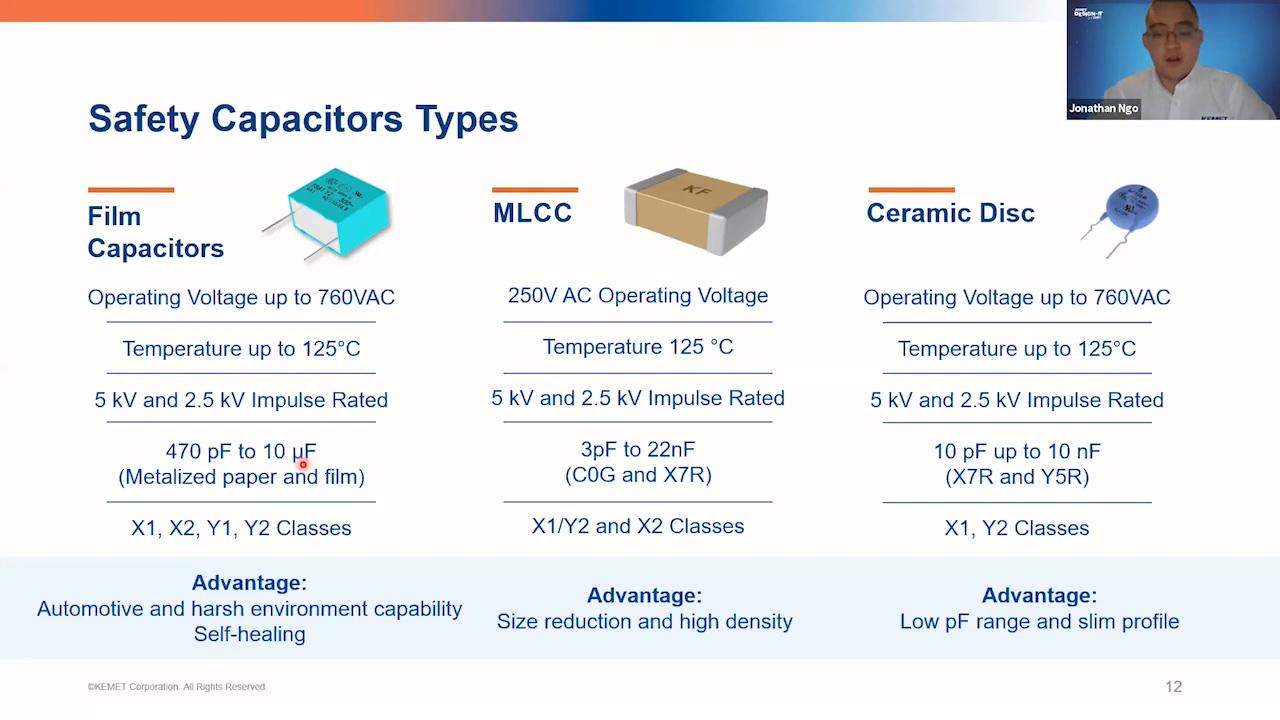 KEMET
DESIGN-IT
Jonathan Ngo
KEMET
Safety Capacitors Types
Film
Capacitors
Operating Voltage up to 760VAC
Temperature up to 125°C
5 kV and 2.5 kV Impulse Rated
470 pF to 10 µF
(Metalized paper and film)
X1, X2, Y1, Y2 Classes
Advantage:
Automotive and harsh environment capability
Self-healing
MLCC
KF
250V AC Operating Voltage
Temperature 125 °C
5 kV and 2.5 kV Impulse Rated
3pF to 22nF
(C0G and X7R)
X1/Y2 and X2 Classes
Advantage:
Size reduction and high density
Ceramic Disc
Operating Voltage up to 760VAC
Temperature up to 125°C
5 kV and 2.5 kV Impulse Rated
10 pF up to 10 nF
(X7R and Y5R)
X1, Y2 Classes
Advantage:
Low pF range and slim profile
©KEMET Corporation. All Rights Reserved.
12